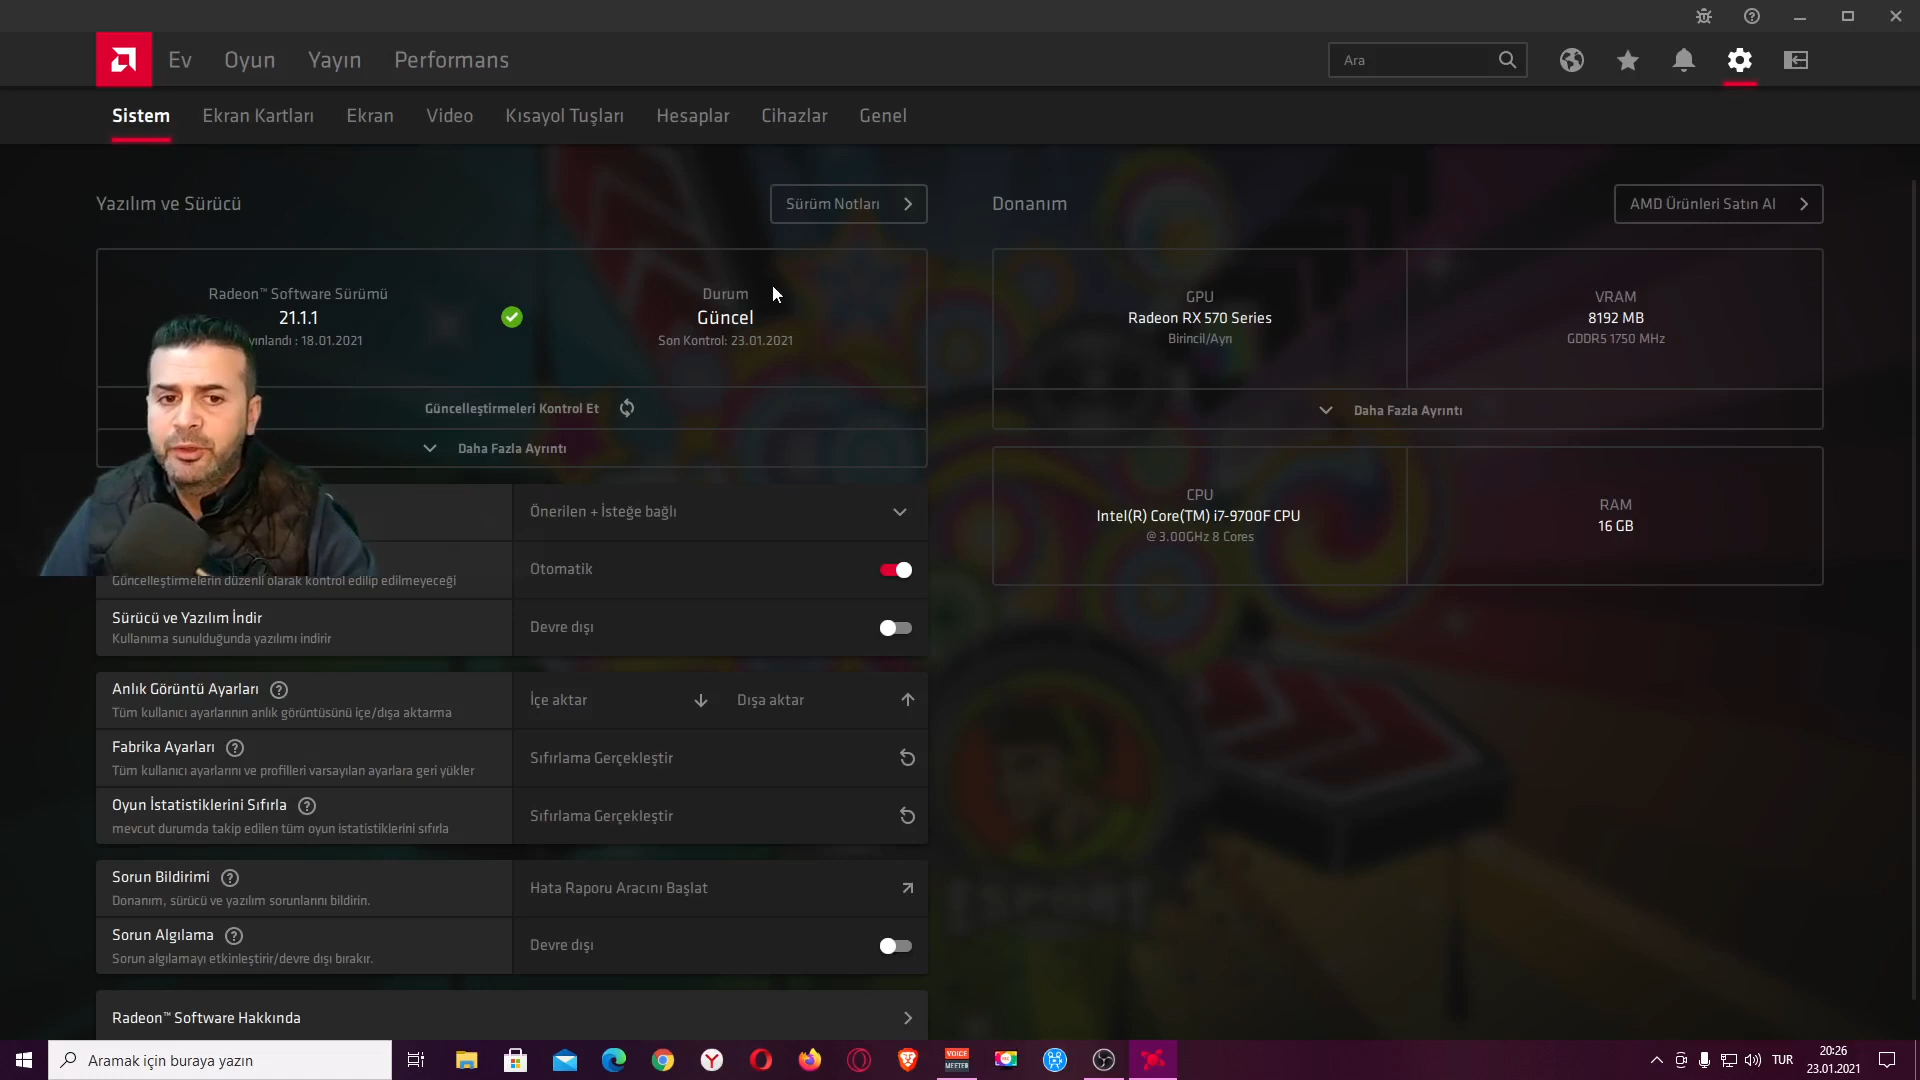 Ev Oyun Yayın Performans
Ara
Sistem Ekran Kartları Ekran Video Kısayol Tuşları Hesaplar Cihazlar Genel
Yazılım ve Sürücü
Sürüm Notları
Radeon™ Software Sürümü
21.1.1
yınlandı : 18.01.2021
Durum
Güncel
Son Kontrol: 23.01.2021
Güncelleştirmeleri Kontrol Et
Daha Fazla Ayrıntı
Önerilen + İsteğe bağlı
Güncelleştirmelerin düzenli olarak kontrol edilip edilmeyeceği
Otomatik
Sürücü ve Yazılım İndir
Kullanıma sunulduğunda yazılımı indirir
Devre dışı
Anlık Görüntü Ayarları
Tüm kullanıcı ayarlarının anlık görüntüsünü içe/dışa aktarma
İçe aktar
Dışa aktar
Fabrika Ayarları
Tüm kullanıcı ayarlarını ve profilleri varsayılan ayarlara geri yükler
Sıfırlama Gerçekleştir
Oyun İstatistiklerini Sıfırla
mevcut durumda takip edilen tüm oyun istatistiklerini sıfırla
Sıfırlama Gerçekleştir
Sorun Bildirimi
Donanım, sürücü ve yazılım sorunlarını bildirin.
Hata Raporu Aracını Başlat
Sorun Algılama
Sorun algılamayı etkinleştirir/devre dışı bırakır.
Devre dışı
Radeon™ Software Hakkında
Donanım
AMD Ürünleri Satın Al
GPU
Radeon RX 570 Series
Birincil/Ayrı
VRAM
8192 MB
GDDR5 1750 MHz
Daha Fazla Ayrıntı
CPU
Intel(R) Core(TM) i7-9700F CPU
@ 3.00GHz 8 Cores
RAM
16 GB
ESPORT
Aramak için buraya yazın
VOICE
MEETER
TUR
20:26
23.01.2021